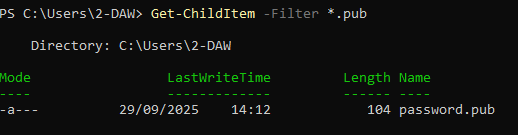 PS C:\Users\2-DAW> Get-ChildItem -Filter *.pub
Directory: C:\Users\2-DAW
Mode LastWriteTime Length Name
---- ------------- ------ ----
-a--- 29/09/2025 14:12 104 password.pub